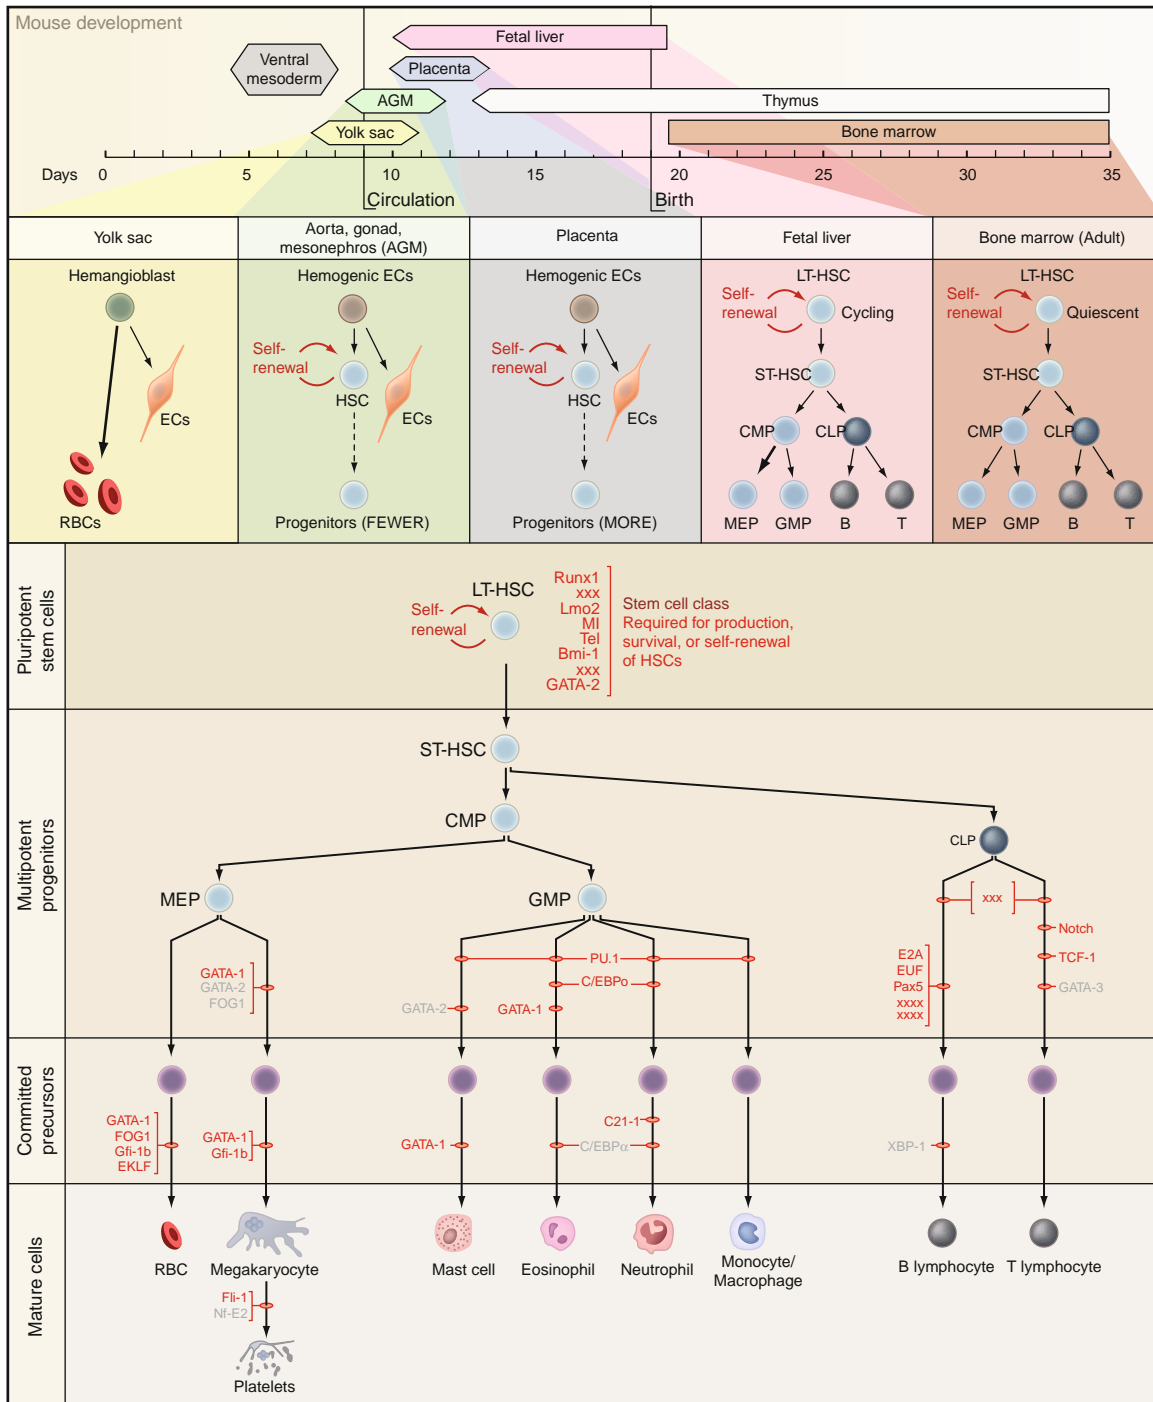 Mouse development
Fetal liver
Ventral
mesoderm
Placenta
AGM
Thymus
Yolk sac
Bone marrow
Days
0
5
10
15
20
25
30
35
Circulation
Birth
Yolk sac
Aorta, gonad,
mesonephros (AGM)
Placenta
Fetal liver
Bone marrow (Adult)
Hemangioblast
ECs
RBCs
Hemogenic ECs
Self-
renewal
HSC
ECs
Progenitors (FEWER)
Hemogenic ECs
Self-
renewal
HSC
ECs
Progenitors (MORE)
LT-HSC
Self-
renewal
Cycling
ST-HSC
CMP
CLP
MEP
GMP
B
T
LT-HSC
Self-
renewal
Quiescent
ST-HSC
CMP
CLP
MEP
GMP
B
T
Pluripotent
stem cells
LT-HSC
Self-
renewal
Runx1
xxx
Lmo2
MI
Tel
Bmi-1
xxx
GATA-2
Stem cell class
Required for production,
survival, or self-renewal
of HSCs
Multipotent
progenitors
ST-HSC
CMP
CLP
MEP
GMP
xxx
Notch
TCF-1
GATA-3
E2A
EUF
Pax5
xxxx
xxxx
PU.1
C/EBPo
GATA-2
GATA-1
GATA-1
GATA-2
FOG1
Committed
precursors
GATA-1
FOG1
Gfi-1b
EKLF
GATA-1
Gfi-1b
GATA-1
C21-1
C/EBPα
XBP-1
Mature cells
RBC
Megakaryocyte
Mast cell
Eosinophil
Neutrophil
Monocyte/
Macrophage
B lymphocyte
T lymphocyte
Fli-1
Nf-E2
Platelets